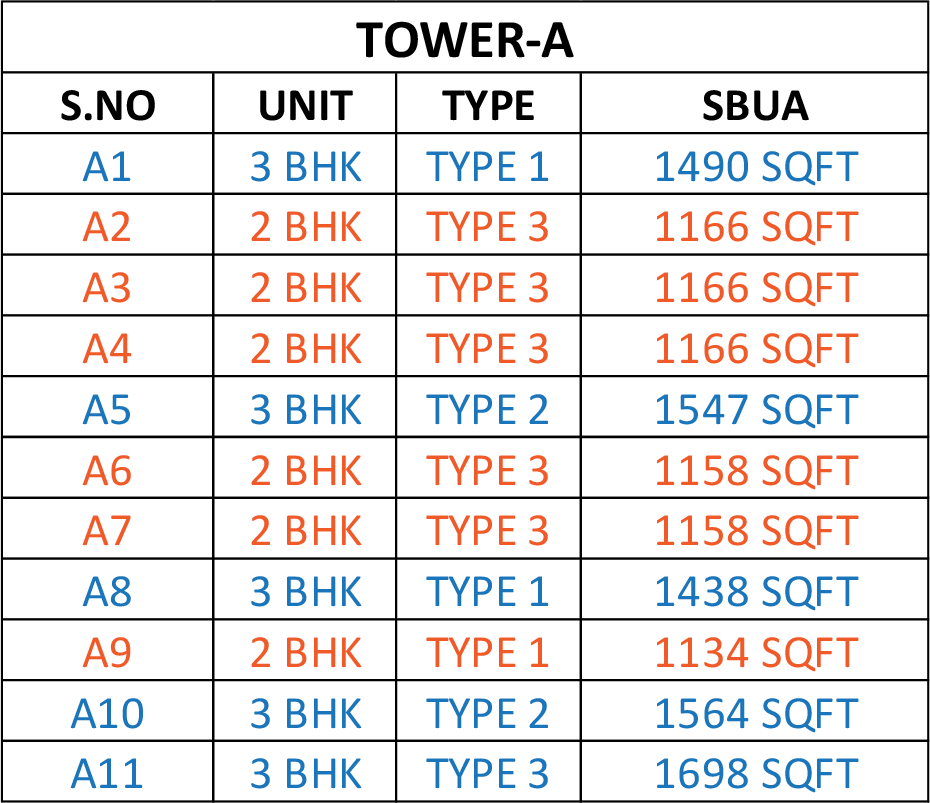 TOWER-A
S.NO UNIT TYPE SBUA
A1 3 BHK TYPE 1 1490 SQFT
A2 2 BHK TYPE 3 1166 SQFT
A3 2 BHK TYPE 3 1166 SQFT
A4 2 BHK TYPE 3 1166 SQFT
A5 3 BHK TYPE 2 1547 SQFT
A6 2 BHK TYPE 3 1158 SQFT
A7 2 BHK TYPE 3 1158 SQFT
A8 3 BHK TYPE 1 1438 SQFT
A9 2 BHK TYPE 1 1134 SQFT
A10 3 BHK TYPE 2 1564 SQFT
A11 3 BHK TYPE 3 1698 SQFT